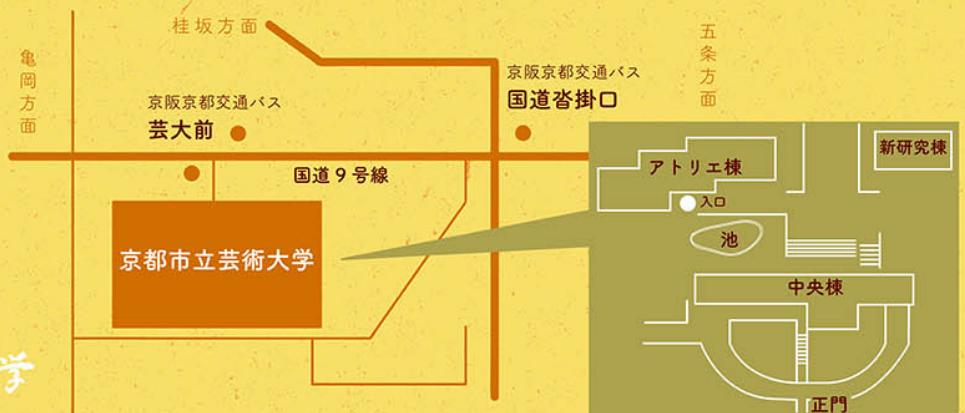 桂坂方面
亀岡方面
五条方面
京阪京都交通バス
芸大前
京阪京都交通バス
国道沓掛口
国道9号線
京都市立芸術大学
アトリエ棟
新研究棟
入口
池
中央棟
正門
学